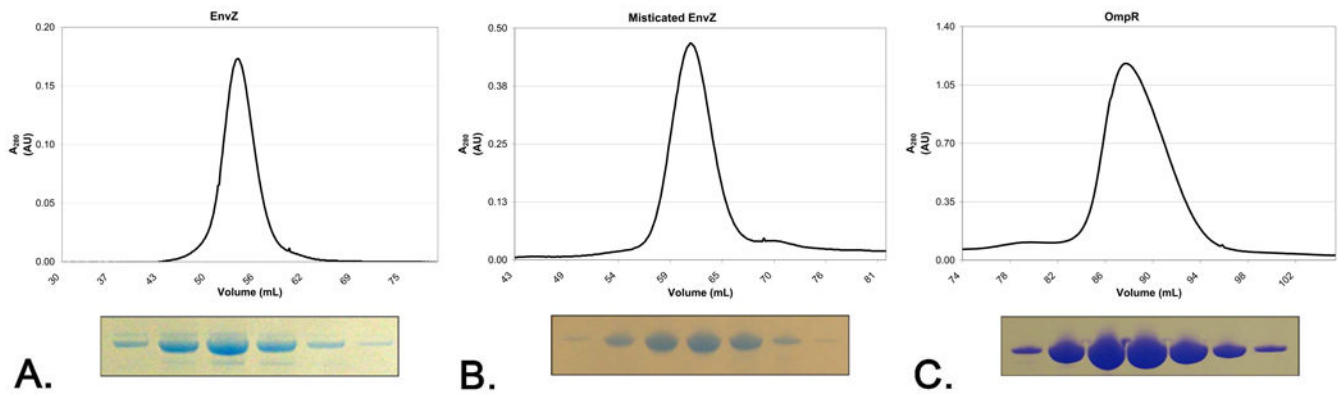 EnvZ
0.20
0.15
0.10
0.05
0.00
A280
(AU)
30 37 43 50 56 62 69 75
Volume (mL)
A.
Misticated EnvZ
0.50
0.38
0.25
0.13
0.00
A280
(AU)
43 49 54 59 65 70 76 81
Volume (mL)
B.
OmpR
1.40
1.05
0.70
0.35
0.00
A280
(AU)
74 78 82 86 90 94 98 102
Volume (mL)
C.